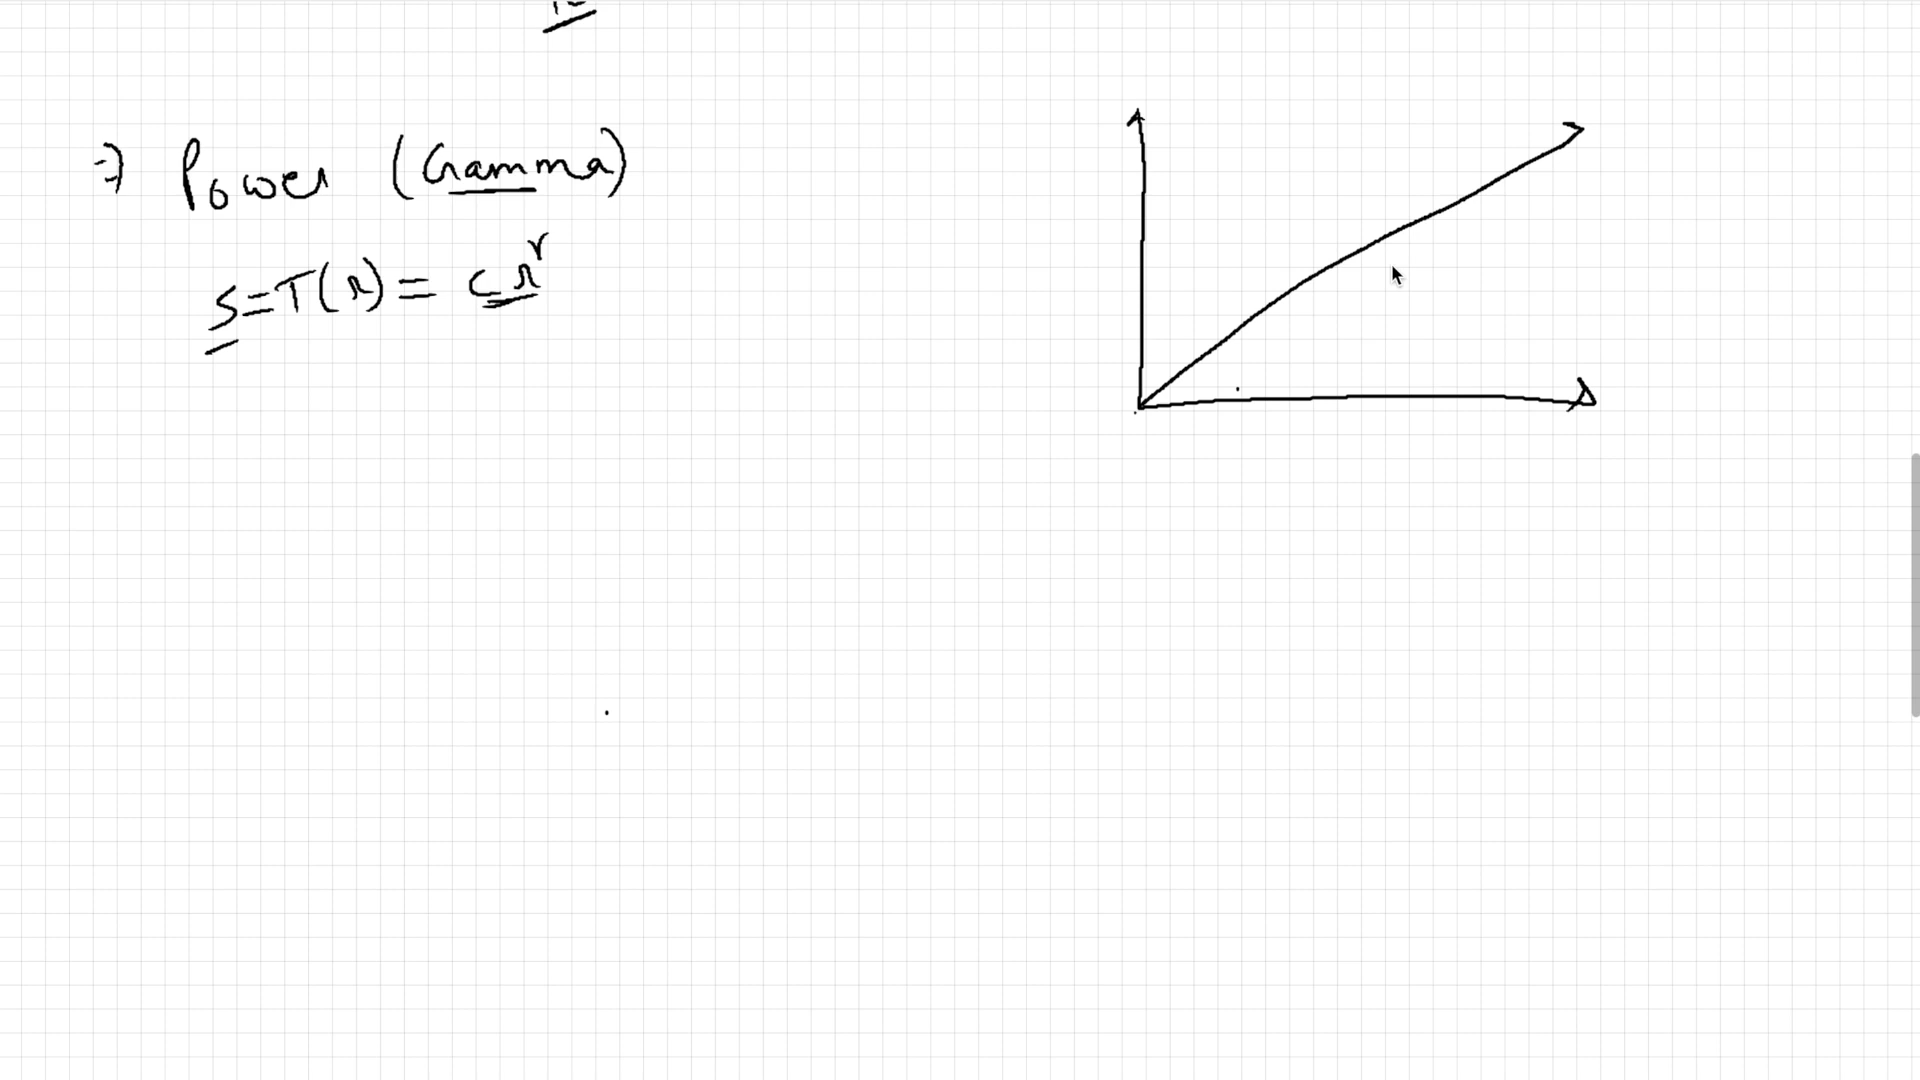 ⇒ Power (Gamma)
S=T(r) = cr^γ